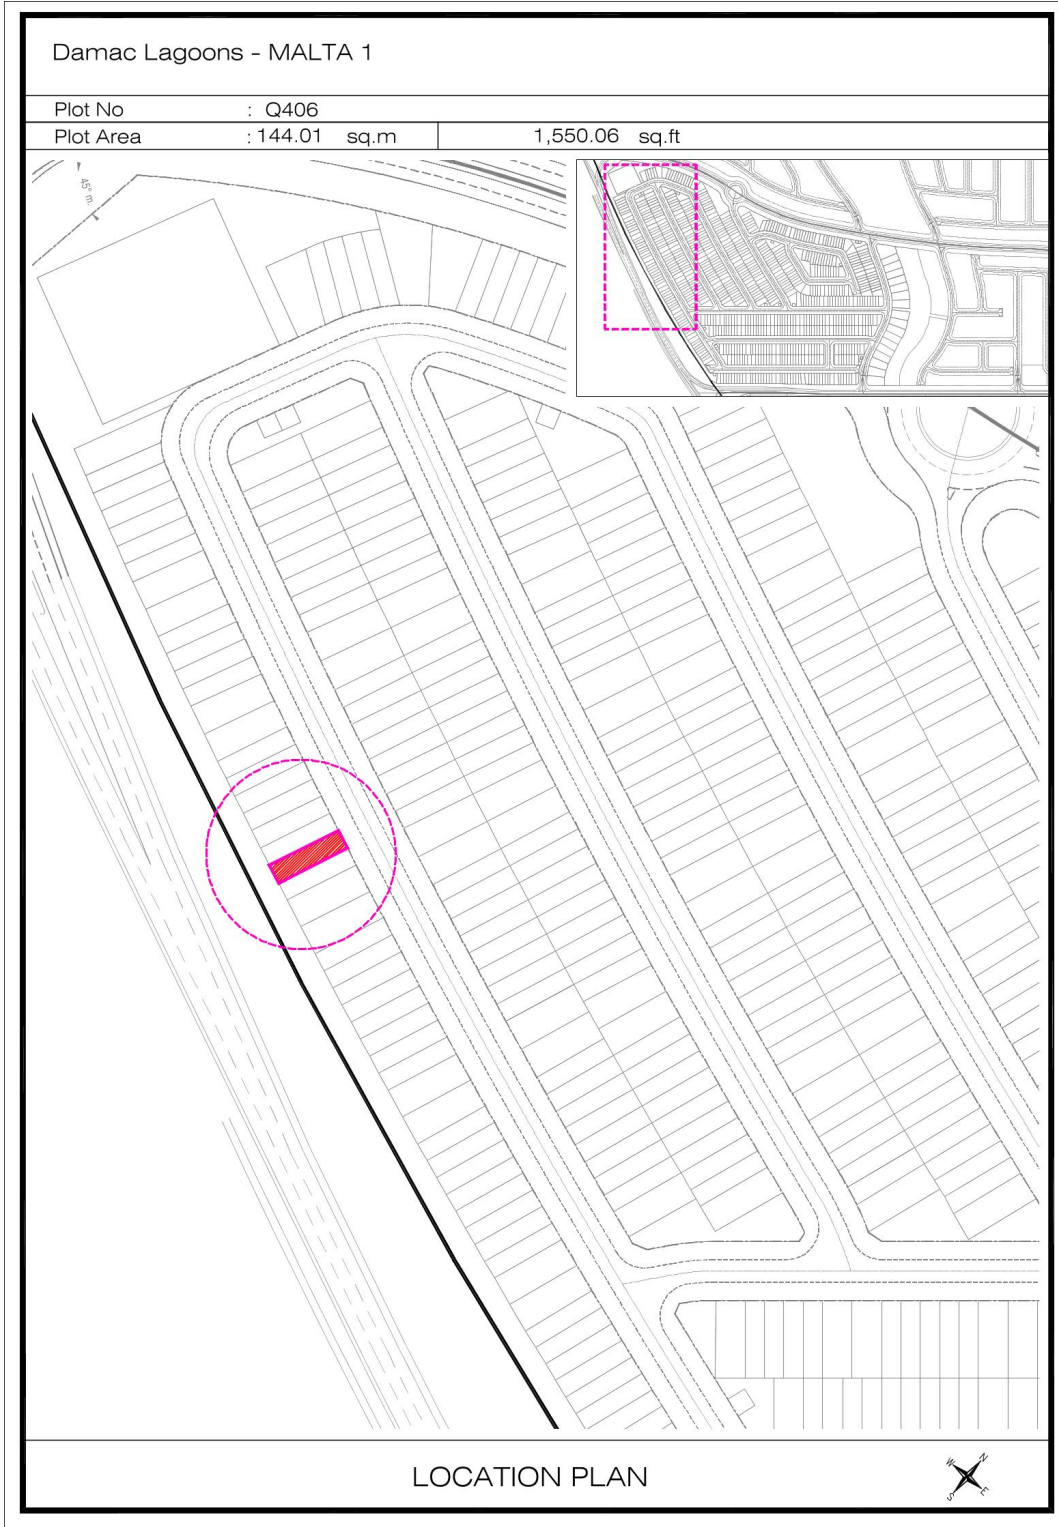 Damac Lagoons - MALTA 1
Plot No : Q406
Plot Area : 144.01 sq.m 1,550.06 sq.ft
45° m.
LOCATION PLAN
N
W
E
S